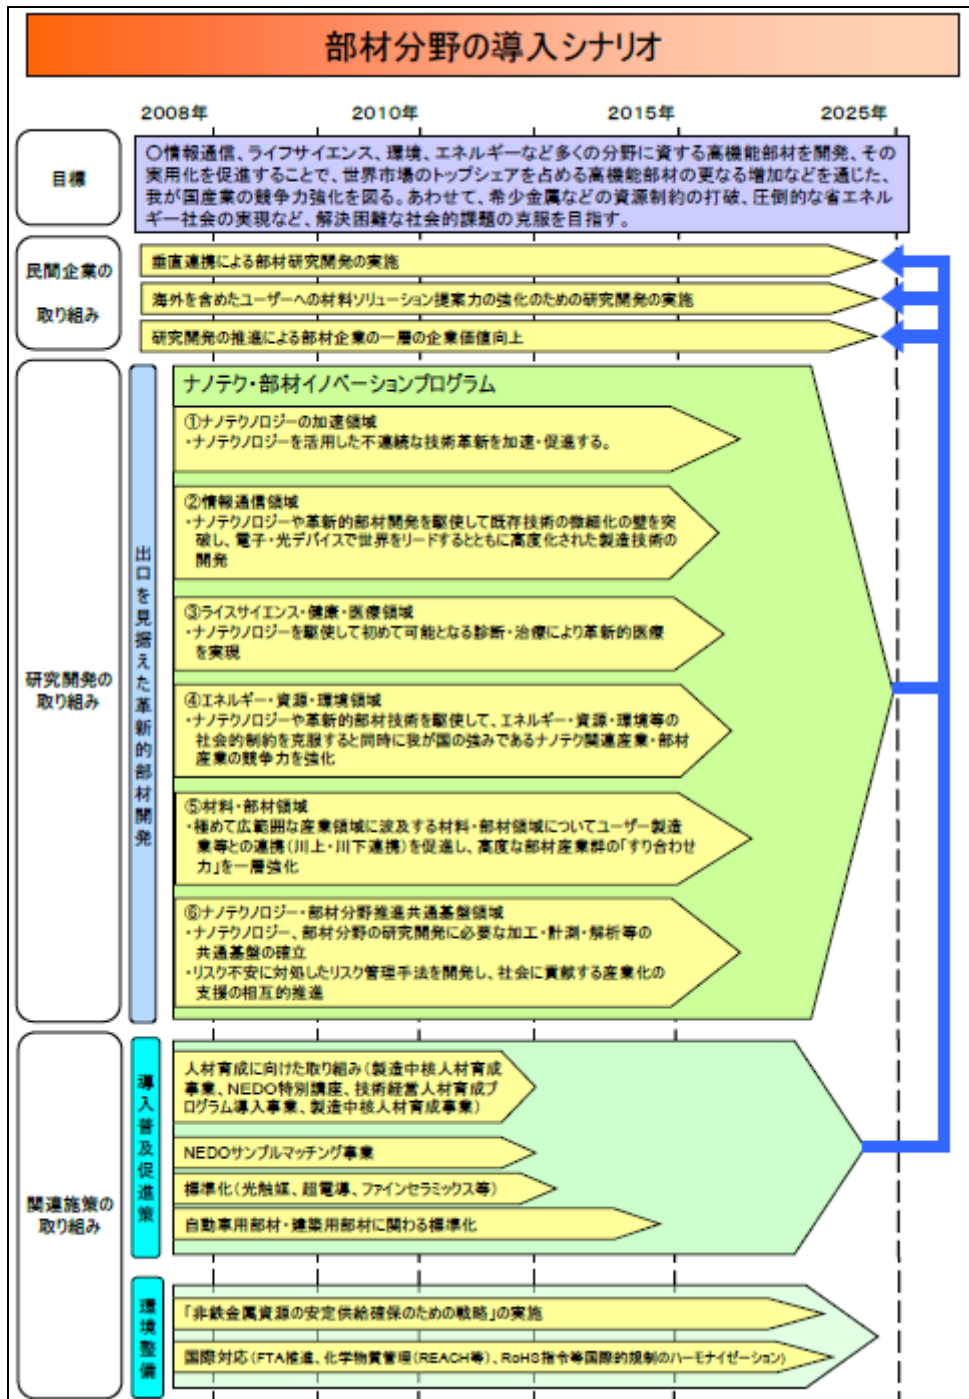 部材分野の導入シナリオ
2008年 2010年 2015年 2025年
目標
○情報通信、ライフサイエンス、環境、エネルギーなど多くの分野に資する高機能部材を開発、その
実用化を促進することで、世界市場のトップシェアを占める高機能部材の更なる増加などを通じた、
我が国産業の競争力強化を図る。あわせて、希少金属などの資源制約の打破、圧倒的な省エネル
ギー社会の実現など、解決困難な社会的課題の克服を目指す。
民間企業の
取り組み
垂直連携による部材研究開発の実施
海外を含めたユーザーへの材料ソリューション提案力の強化のための研究開発の実施
研究開発の推進による部材企業の一層の企業価値向上
研究開発の
取り組み
出口を見据えた革新的部材開発
ナノテク・部材イノベーションプログラム
①ナノテクノロジーの加速領域
・ナノテクノロジーを活用した不連続な技術革新を加速・促進する。
②情報通信領域
・ナノテクノロジーや革新的部材開発を駆使して既存技術の微細化の壁を突
破し、電子・光デバイスで世界をリードするとともに高度化された製造技術の
開発
③ライスサイエンス・健康・医療領域
・ナノテクノロジーを駆使して初めて可能となる診断・治療により革新的医療
を実現
④エネルギー・資源・環境領域
・ナノテクノロジーや革新的部材技術を駆使して、エネルギー・資源・環境等の
社会的制約を克服すると同時に我が国の強みであるナノテク関連産業・部材
産業の競争力を強化
⑤材料・部材領域
・極めて広範囲な産業領域に波及する材料・部材領域についてユーザー製造
業等との連携(川上・川下連携)を促進し、高度な部材産業群の「すり合わせ
力」を一層強化
⑥ナノテクノロジー・部材分野推進共通基盤領域
・ナノテクノロジー、部材分野の研究開発に必要な加工・計測・解析等の
共通基盤の確立
・リスク不安に対処したリスク管理手法を開発し、社会に貢献する産業化の
支援の相互的推進
関連施策の
取り組み
導入普及促進策
人材育成に向けた取り組み(製造中核人材育成
事業、NEDO特別講座、技術経営人材育成プ
ログラム導入事業、製造中核人材育成事業)
NEDOサンプルマッチング事業
標準化(光触媒、超電導、ファインセラミックス等)
自動車用部材・建築用部材に関わる標準化
環境整備
「非鉄金属資源の安定供給確保のための戦略」の実施
国際対応(FTA推進、化学物質管理(REACH等)、RoHS指令等国際的規制のハーモナイゼーション)